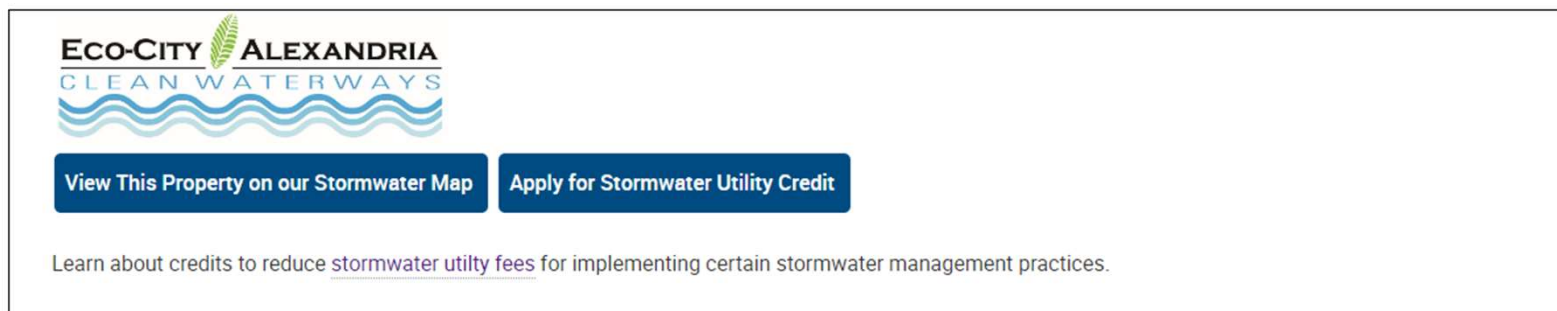 ECO-CITY ALEXANDRIA
CLEAN WATERWAYS
View This Property on our Stormwater Map
Apply for Stormwater Utility Credit
Learn about credits to reduce stormwater utilty fees for implementing certain stormwater management practices.